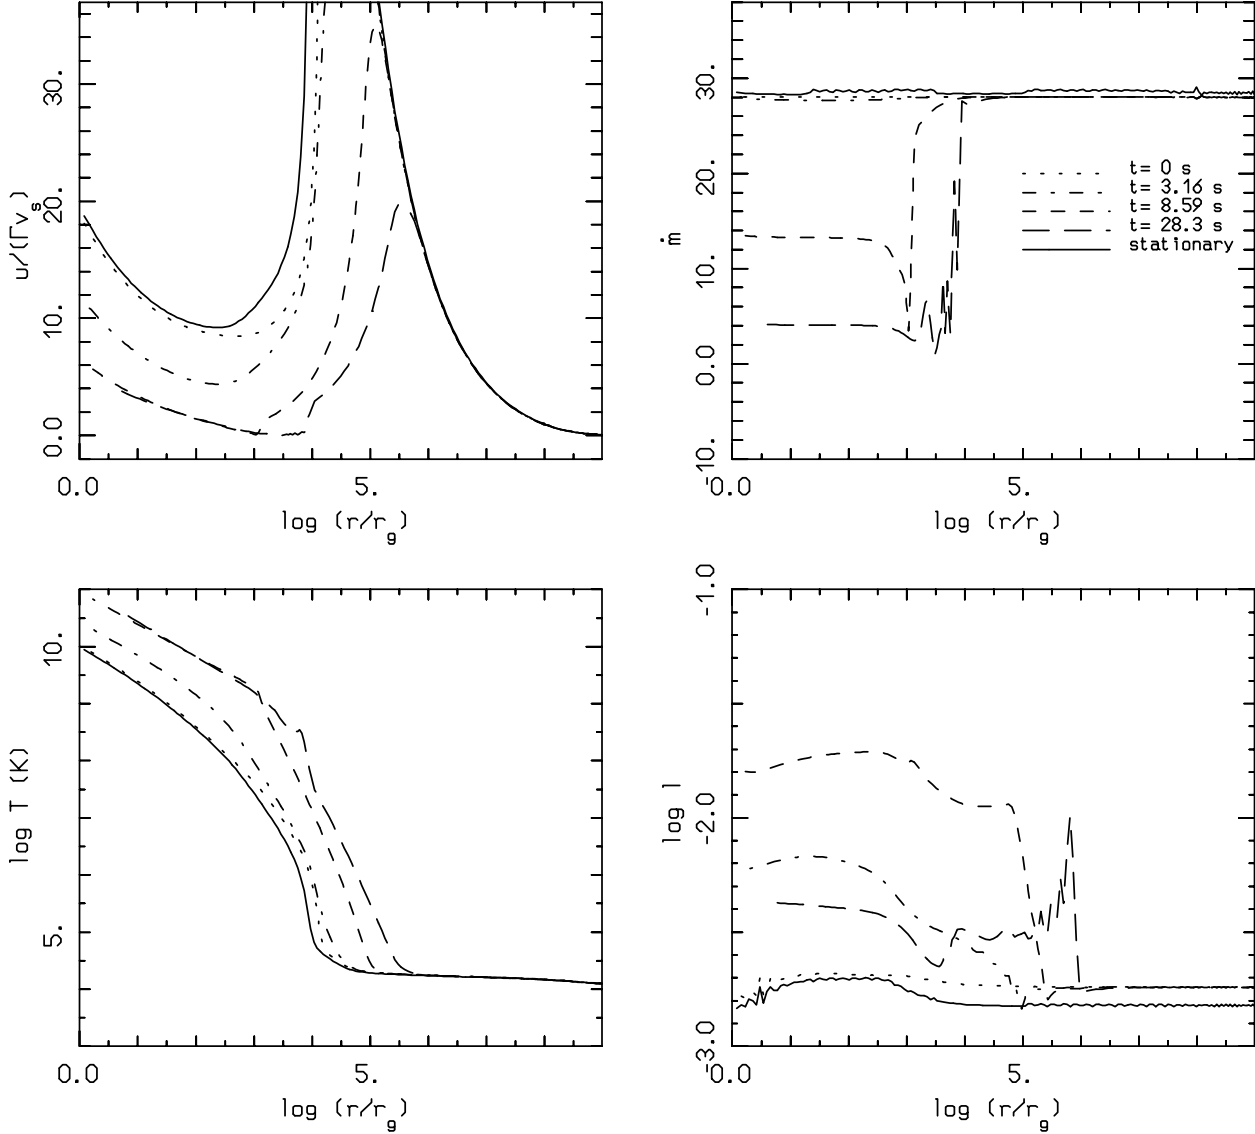 30.
20.
10.
0.0
u/(Γv_s)
0.0
5.
log (r/r_g)
30.
20.
10.
0.0
-10.
ṁ
t= 0 s
t= 3.16 s
t= 8.59 s
t= 28.3 s
stationary
0.0
5.
log (r/r_g)
10.
5.
log T (K)
0.0
5.
log (r/r_g)
-1.0
-2.0
-3.0
log l
0.0
5.
log (r/r_g)